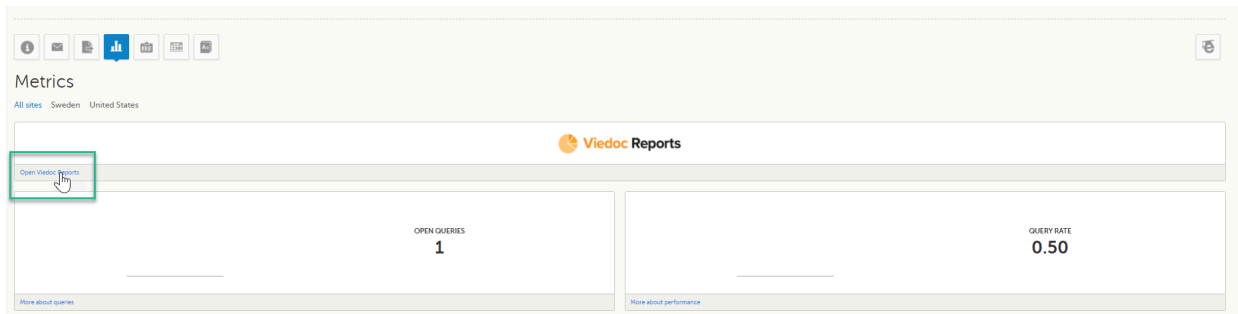 Metrics
All sites Sweden United States
Viedoc Reports
Open Viedoc Reports
OPEN QUERIES
1
QUERY RATE
0.50
More about queries
More about performance